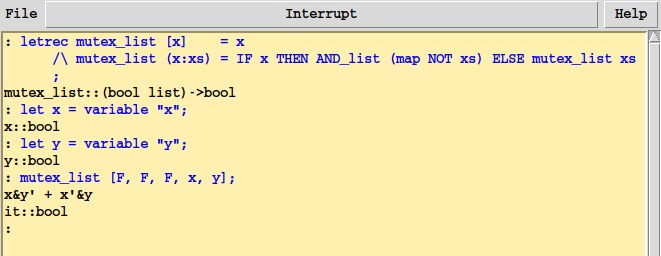 File Interrupt Help
: letrec mutex_list [x]    = x
      /\ mutex_list (x:xs) = IF x THEN AND_list (map NOT xs) ELSE mutex_list xs
      ;
mutex_list::(bool list)->bool
: let x = variable "x";
x::bool
: let y = variable "y";
y::bool
: mutex_list [F, F, F, x, y];
x&y' + x'&y
it::bool
: